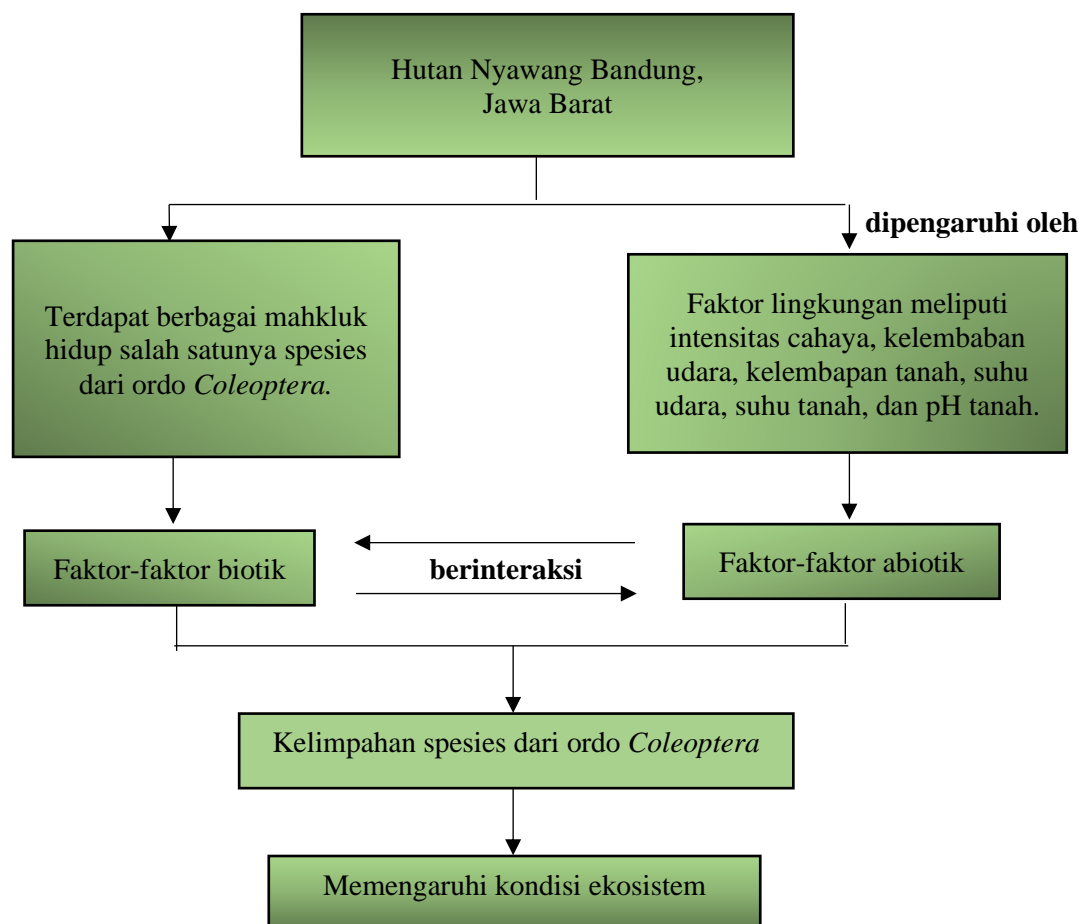 Hutan Nyawang Bandung,
Jawa Barat
dipengaruhi oleh
Terdapat berbagai mahkluk
hidup salah satunya spesies
dari ordo Coleoptera.
Faktor lingkungan meliputi
intensitas cahaya, kelembaban
udara, kelembapan tanah, suhu
udara, suhu tanah, dan pH tanah.
Faktor-faktor biotik
berinteraksi
Faktor-faktor abiotik
Kelimpahan spesies dari ordo Coleoptera
Memengaruhi kondisi ekosistem